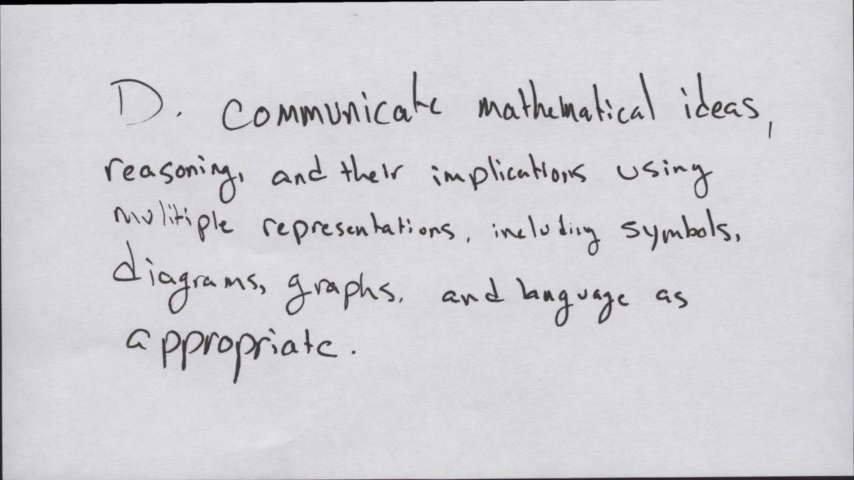 D. Communicate mathematical ideas,
reasoning, and their implications using
mulitiple representations, including symbols,
diagrams, graphs, and language as
appropriate.